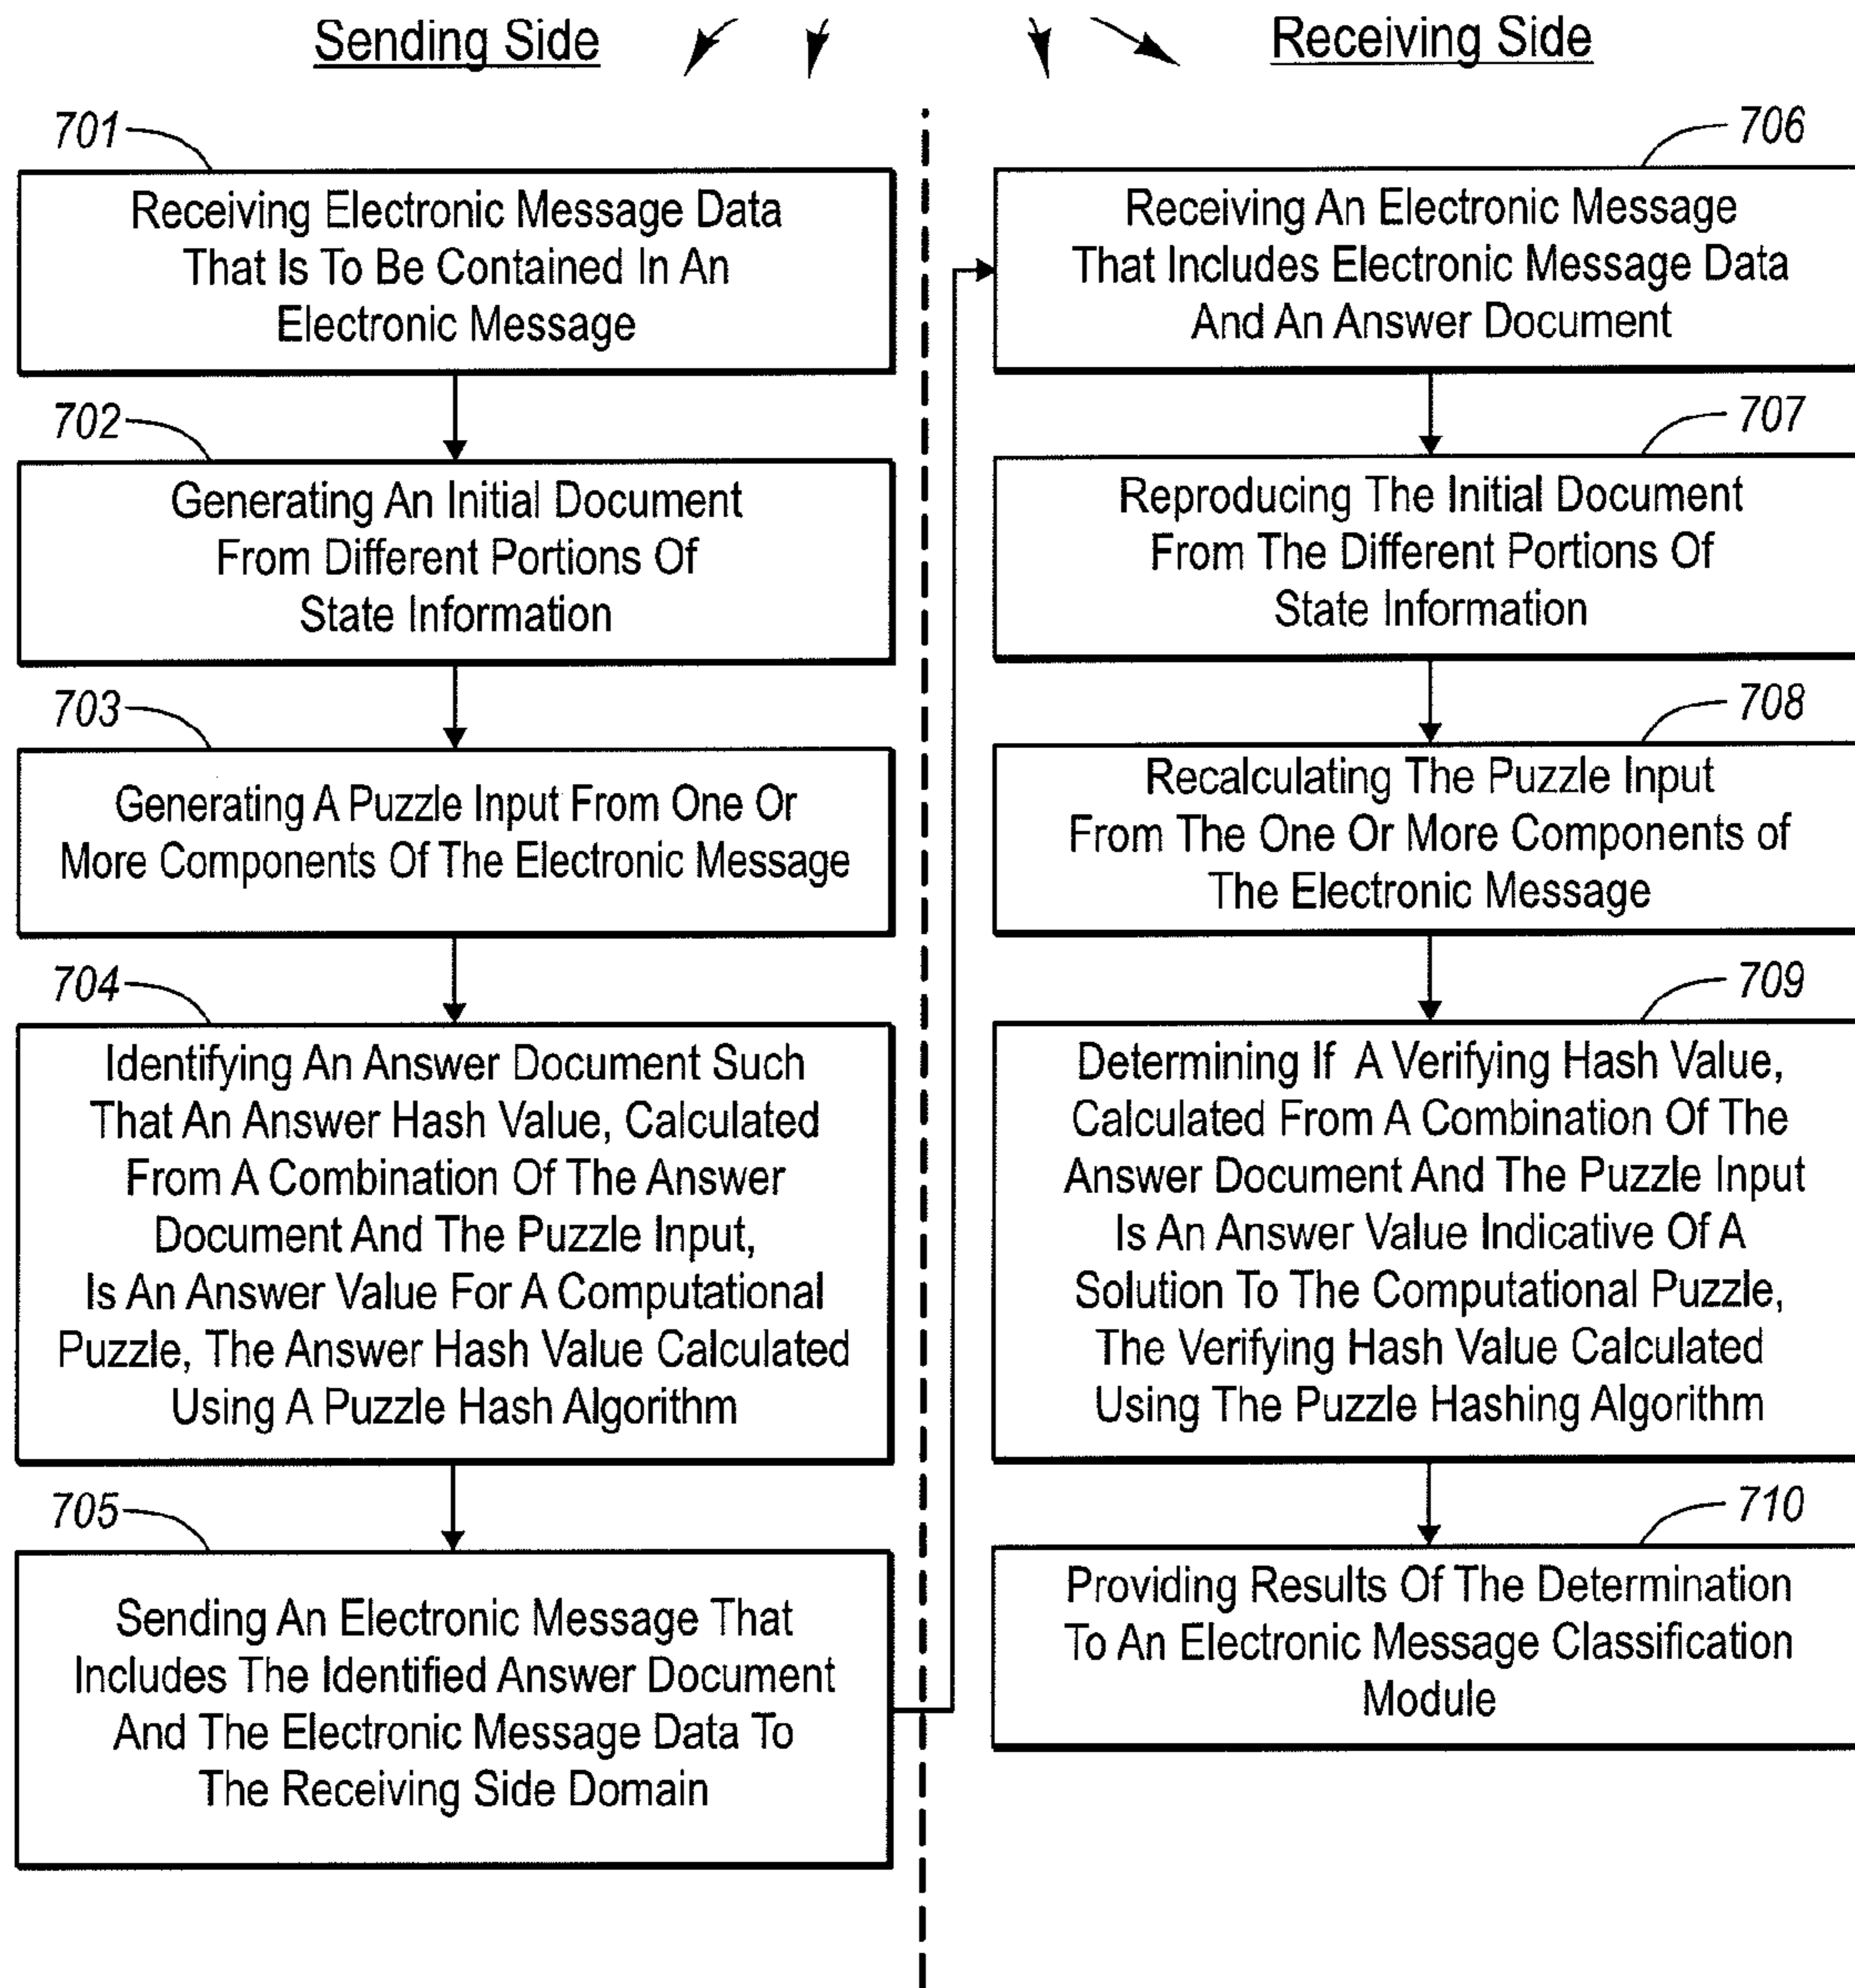 Sending Side
701
Receiving Electronic Message Data
That Is To Be Contained In An
Electronic Message
702
Generating An Initial Document
From Different Portions Of
State Information
703
Generating A Puzzle Input From One Or
More Components Of The Electronic Message
704
Identifying An Answer Document Such
That An Answer Hash Value, Calculated
From A Combination Of The Answer
Document And The Puzzle Input,
Is An Answer Value For A Computational
Puzzle, The Answer Hash Value Calculated
Using A Puzzle Hash Algorithm
705
Sending An Electronic Message That
Includes The Identified Answer Document
And The Electronic Message Data To
The Receiving Side Domain
Receiving Side
706
Receiving An Electronic Message
That Includes Electronic Message Data
And An Answer Document
707
Reproducing The Initial Document
From The Different Portions Of
State Information
708
Recalculating The Puzzle Input
From The One Or More Components of
The Electronic Message
709
Determining If A Verifying Hash Value,
Calculated From A Combination Of The
Answer Document And The Puzzle Input
Is An Answer Value Indicative Of A
Solution To The Computational Puzzle,
The Verifying Hash Value Calculated
Using The Puzzle Hashing Algorithm
710
Providing Results Of The Determination
To An Electronic Message Classification
Module